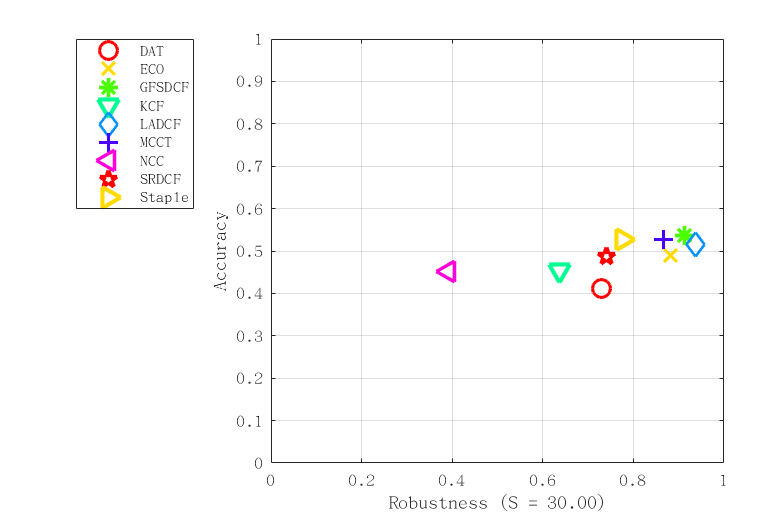 DAT
ECO
GFSDCF
KCF
LADCF
MCCT
NCC
SRDCF
Staple
1
0.9
0.8
0.7
0.6
0.5
0.4
0.3
0.2
0.1
0
Accuracy
0 0.2 0.4 0.6 0.8 1
Robustness (S = 30.00)